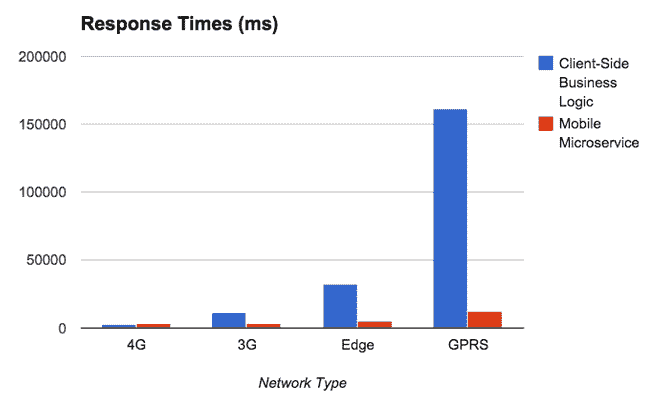 Response Times (ms)
200000
150000
100000
50000
0
4G
3G
Edge
GPRS
Network Type
Client-Side
Business
Logic
Mobile
Microservice